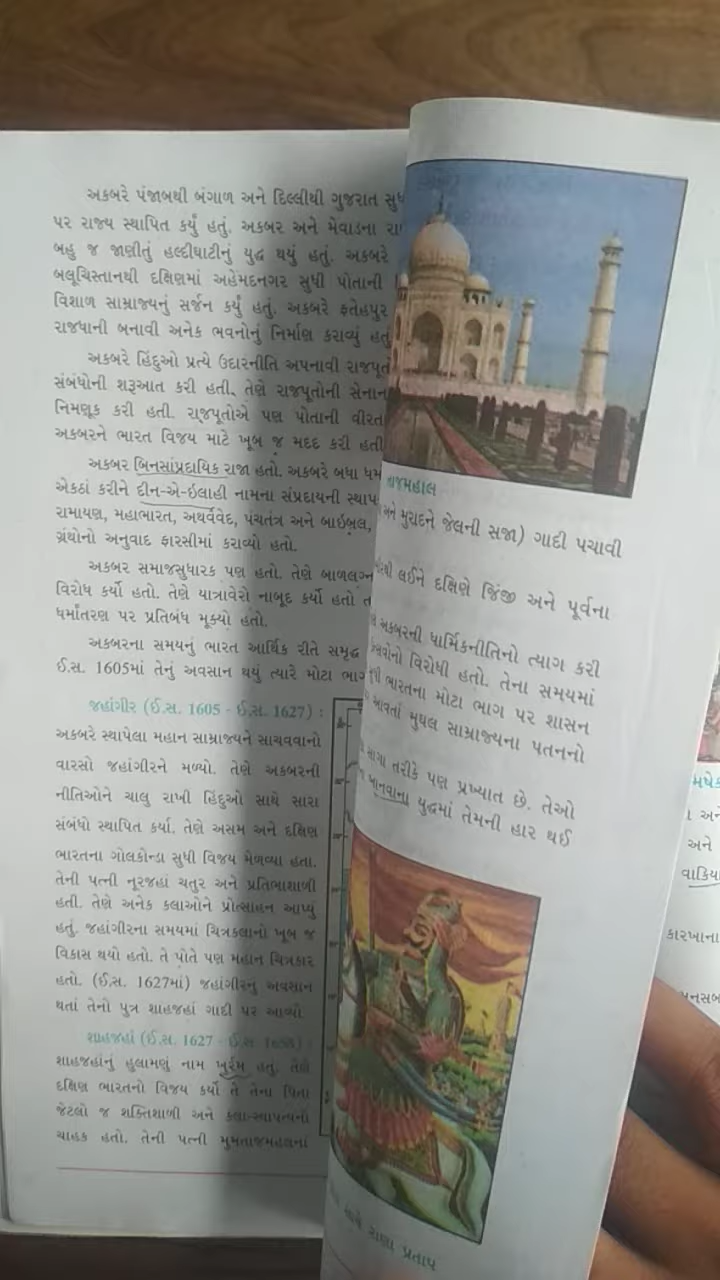 અકબરે પંજાબથી બંગાળ અને દિલ્લીથી ગુજરાત
પર રાજ્ય સ્થાપિત કર્યું હતું. અકબર અને મેવાડના
બહુ જ જાણીતું હલ્દીઘાટીનું યુદ્ધ થયું હતું. અકબરે
બલૂચિસ્તાનથી દક્ષિણમાં અહેમદનગર સુધી પોતાની
વિશાળ સામ્રાજ્યનું સર્જન કર્યું હતું. અકબરે ફતેહપુર
રાજધાની બનાવી અનેક ભવનોનું નિર્માણ કરાવ્યું
અકબરે હિંદુઓ પ્રત્યે ઉદારનીતિ અપનાવી
સંબંધોની શરૂઆત કરી હતી. તેણે રાજપૂતોની
નિમણૂક કરી હતી. રાજપૂતોએ પણ પોતાની
અકબરને ભારત વિજય માટે ખૂબ જ મદદ કરી હતી
અકબર બિનસાંપ્રદાયિક રાજા હતો. અકબરે બધા
એકઠાં કરીને દીન-એ-ઇલાહી નામના સંપ્રદાયની
રામાયણ, મહાભારત, અથર્વવેદ, પંચતંત્ર અને બાઇબલ,
ગ્રંથોનો અનુવાદ ફારસીમાં કરાવ્યો હતો.
અકબર સમાજસુધારક પણ હતો. તેણે
વિરોધ કર્યો હતો. તેણે યાત્રાવેરો નાબૂદ કર્યો હતો
ધર્માંતરણ પર પ્રતિબંધ મૂક્યો હતો.
અકબરના સમયનું ભારત આર્થિક રીતે સમૃદ્ધ
ઈ.સ. 1605માં તેનું અવસાન થયું ત્યારે મોટા ભાગ
જહાંગીર (ઈ.સ. 1605 - ઈ.સ. 1627) :
અકબરે સ્થાપેલા મહાન સામ્રાજ્યને સાચવવાનો
વારસો જહાંગીરને મળ્યો. તેણે અકબરની
નીતિઓને ચાલુ રાખી હિંદુઓ સાથે સારા
સંબંધો સ્થાપિત કર્યા. તેણે અસમ અને દક્ષિણ
ભારતના ગોલકોન્ડા સુધી વિજય મેળવ્યા હતા.
તેની પત્ની નૂરજહાં ચતુર અને પ્રતિભાશાળી
હતી. તેણે અનેક કલાઓને પ્રોત્સાહન આપ્યું
હતું. જહાંગીરના સમયમાં ચિત્રકલાનો ખૂબ જ
વિકાસ થયો હતો. તે પોતે પણ મહાન ચિત્રકાર
હતો. (ઈ.સ. 1627માં) જહાંગીરનું અવસાન
થતાં તેનો પુત્ર શાહજહાં ગાદી પર આવ્યો
શાહજહાં (ઈ.સ. 1627 - ઈ.સ.
શાહજહાંનું હુલામણું નામ ખુર્રમ હતું. તેણે
દક્ષિણ ભારતનો વિજય કર્યો તે તેના પિતા
જેટલો જ શક્તિશાળી અને કલા-સ્થાપત્યનો
ચાહક હતો. તેની પત્ની મુમતાજમહલનાં
તાજમહાલ
અને મુરાદને જેલની સજા) ગાદી પચાવી
લઈને દક્ષિણે જિંજી અને પૂર્વના
અકબરની ધાર્મિકનીતિનો ત્યાગ કરી
વિરોધી હતો. તેના સમયમાં
ભારતના મોટા ભાગ પર શાસન
આવતાં મુઘલ સામ્રાજ્યના પતનનો
તરીકે પણ પ્રખ્યાત છે. તેઓ
ખાનવાના યુદ્ધમાં તેમની હાર થઈ
સાથે રાણા પ્રતાપ
અને
કારખાના